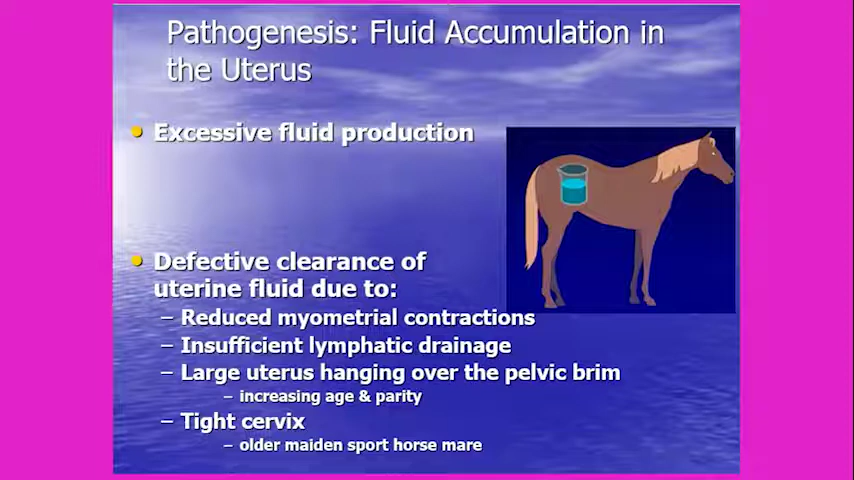 Pathogenesis: Fluid Accumulation in
the Uterus
• Excessive fluid production
• Defective clearance of
uterine fluid due to:
– Reduced myometrial contractions
– Insufficient lymphatic drainage
– Large uterus hanging over the pelvic brim
– increasing age & parity
– Tight cervix
– older maiden sport horse mare